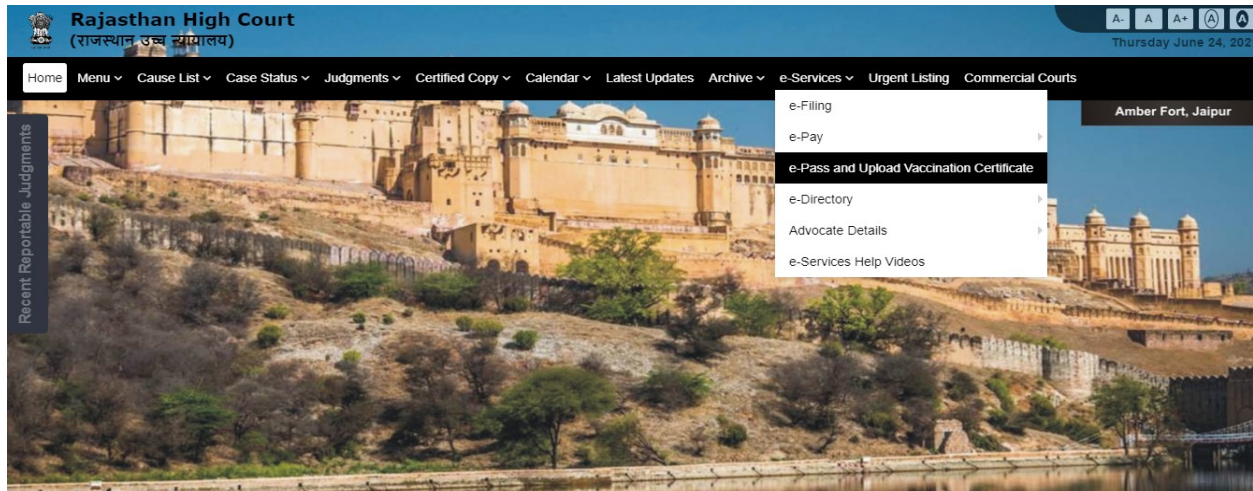 Rajasthan High Court
(राजस्थान उच्च न्यायालय)
A- A A+ A A
Thursday June 24, 202
Home Menu Cause List Case Status Judgments Certified Copy Calendar Latest Updates Archive e-Services Urgent Listing Commercial Courts
e-Filing
e-Pay
e-Pass and Upload Vaccination Certificate
e-Directory
Advocate Details
e-Services Help Videos
Amber Fort, Jaipur
Recent Reportable Judgments